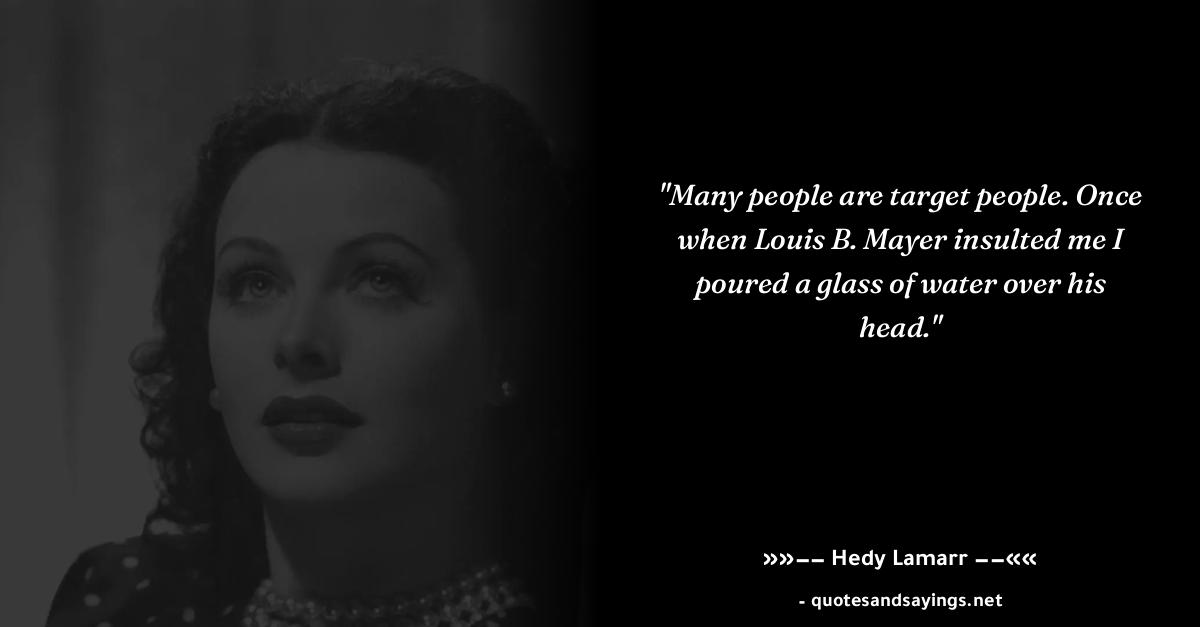 "Many people are target people. Once
when Louis B. Mayer insulted me I
poured a glass of water over his
head."
»»−− Hedy Lamarr −−««
- quotesandsayings.net